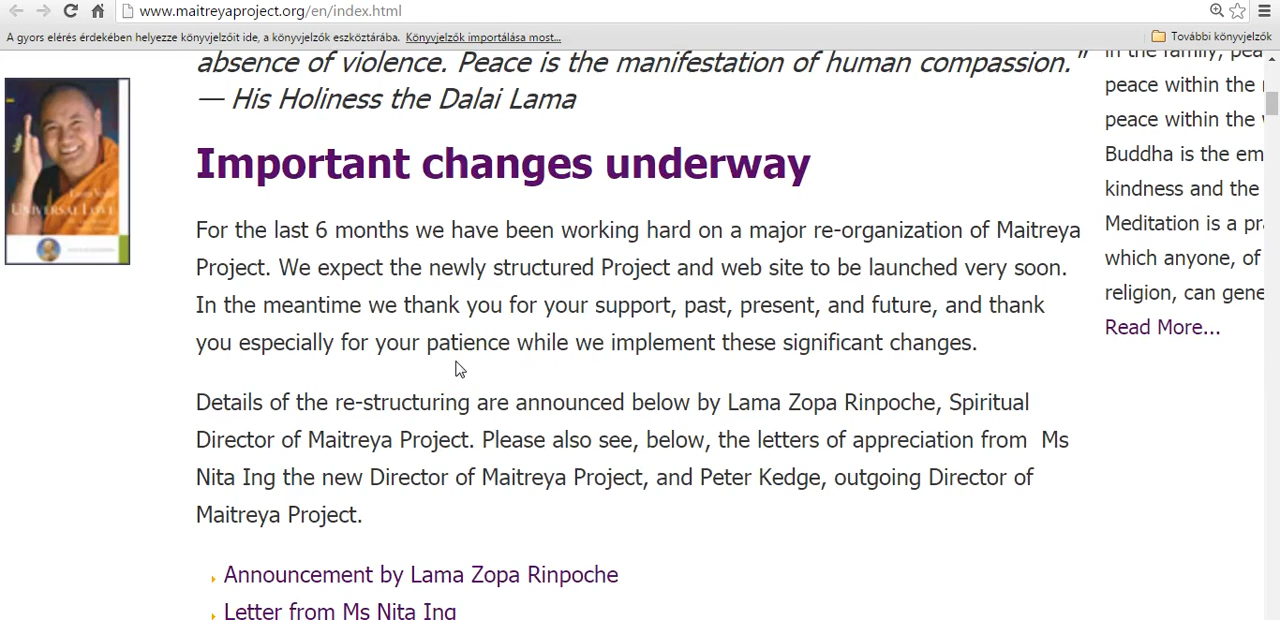 www.maitreyaproject.org/en/index.html
A gyors elérés érdekében helyezze könyvjelzőit ide, a könyvjelzők eszköztárába. Könyvjelzők importálása most...
További könyvjelzők
absence of violence. Peace is the manifestation of human compassion."
— His Holiness the Dalai Lama
Important changes underway
For the last 6 months we have been working hard on a major re-organization of Maitreya
Project. We expect the newly structured Project and web site to be launched very soon.
In the meantime we thank you for your support, past, present, and future, and thank
you especially for your patience while we implement these significant changes.
Details of the re-structuring are announced below by Lama Zopa Rinpoche, Spiritual
Director of Maitreya Project. Please also see, below, the letters of appreciation from Ms
Nita Ing the new Director of Maitreya Project, and Peter Kedge, outgoing Director of
Maitreya Project.
Announcement by Lama Zopa Rinpoche
Letter from Ms Nita Ing
UNIVERSAL LOVE
In the family, pea
peace within the
peace within the
Buddha is the em
kindness and the
Meditation is a pra
which anyone, of
religion, can gene
Read More...